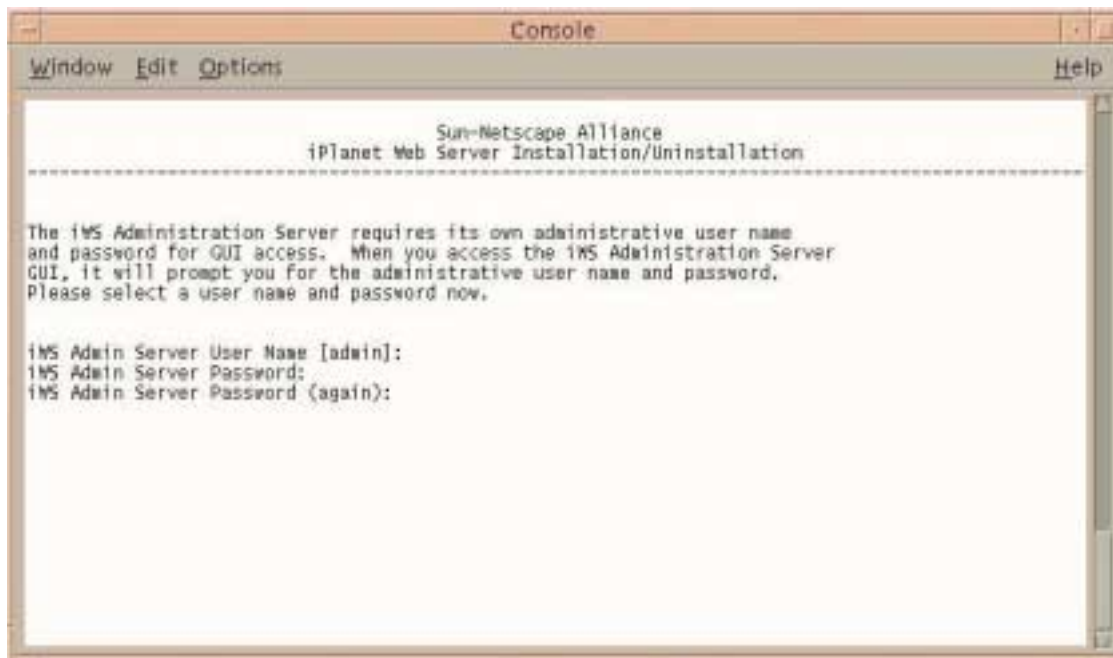 Console
Window Edit Options Help
Sun-Netscape Alliance
iPlanet Web Server Installation/Uninstallation
--------------------------------------------------------------------------------
The iWS Administration Server requires its own administrative user name
and password for GUI access.  When you access the iWS Administration Server
GUI, it will prompt you for the administrative user name and password.
Please select a user name and password now.
iWS Admin Server User Name [admin]:
iWS Admin Server Password:
iWS Admin Server Password (again):